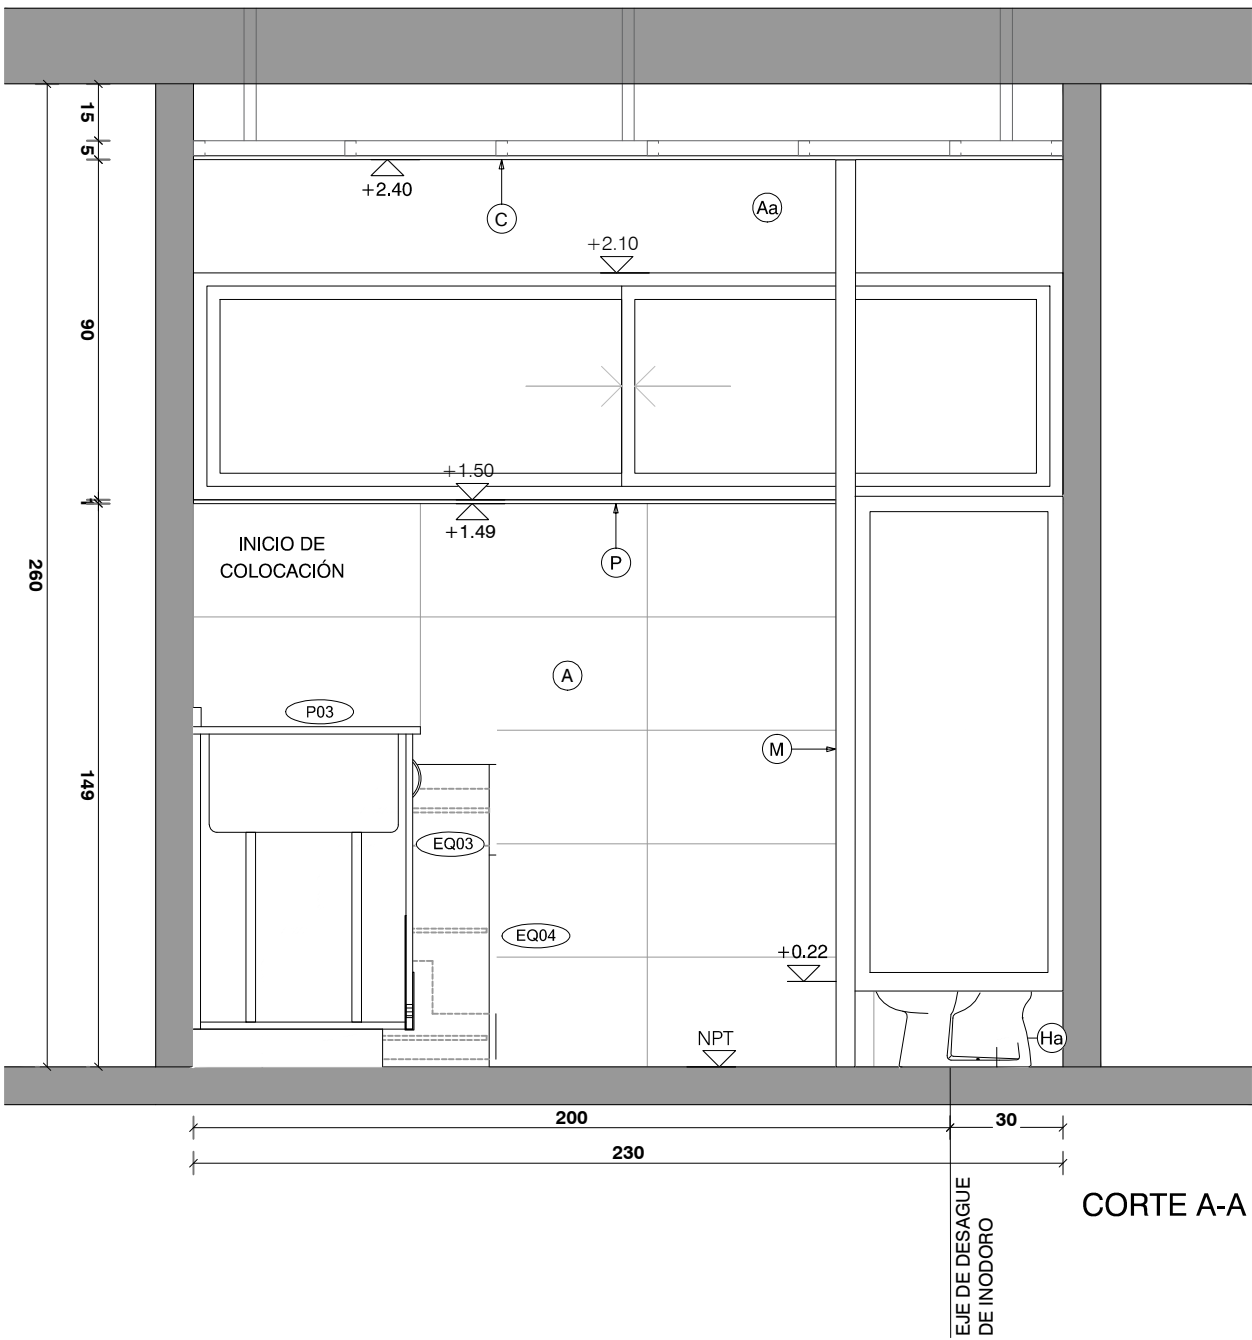 15
5
+2.40
C
Aa
+2.10
90
+1.50
1
+1.49
INICIO DE
COLOCACIÓN
P
260
A
P03
M
149
EQ03
EQ04
+0.22
NPT
Ha
200
30
230
CORTE A-A
EJE DE DESAGUE
DE INODORO